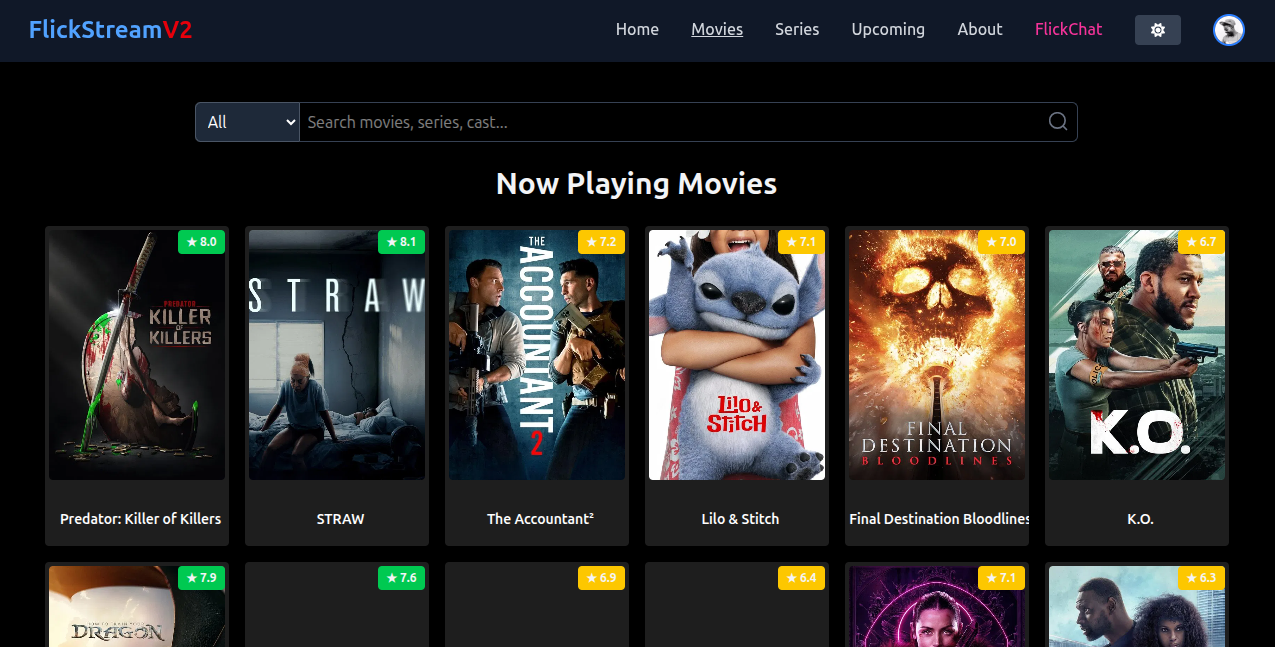 FlickStreamV2
Home Movies Series Upcoming About FlickChat
All Search movies, series, cast...
Now Playing Movies
★ 8.0
★ 8.1
★ 7.2
★ 7.1
★ 7.0
★ 6.7
PREDATOR
KILLER
OF
KILLERS
STRAW
THE
ACCOUNTANT
2
Lilo &
Stitch
FINAL
DESTINATION
BLOODLINES
K.O.
Predator: Killer of Killers
STRAW
The Accountant²
Lilo & Stitch
Final Destination Bloodlines
K.O.
★ 7.9
★ 7.6
★ 6.9
★ 6.4
★ 7.1
★ 6.3
DRAGON